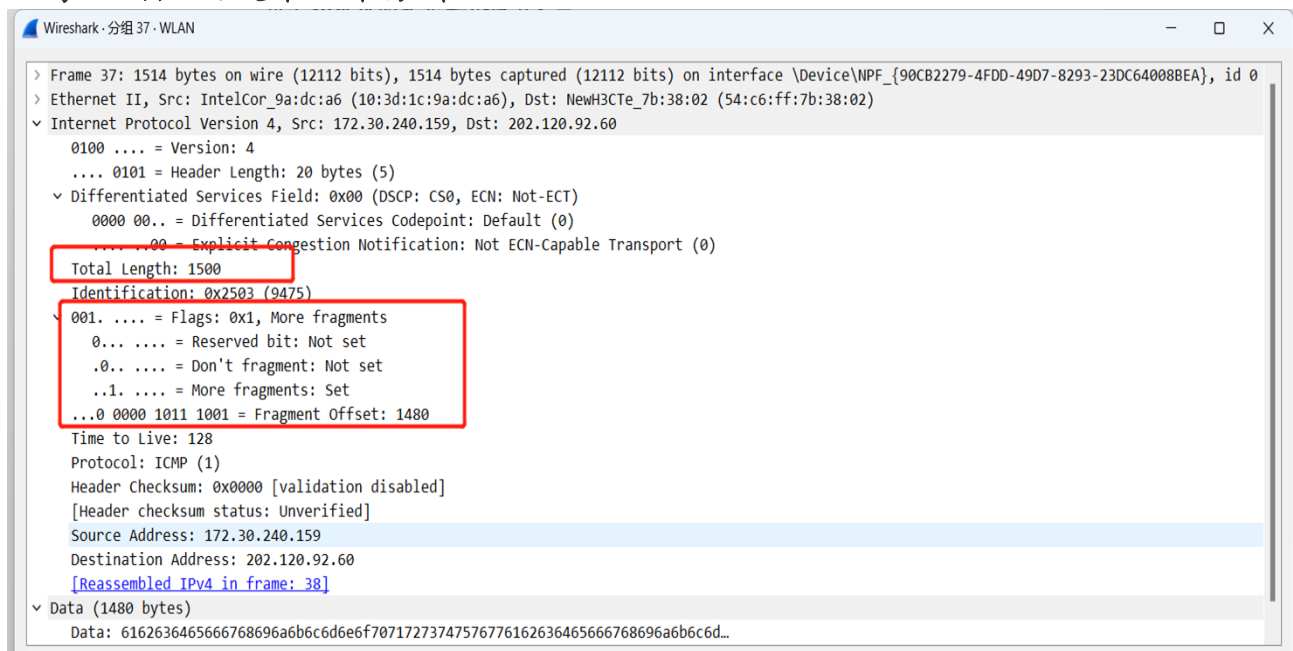 Wireshark · 分组 37 · WLAN
Frame 37: 1514 bytes on wire (12112 bits), 1514 bytes captured (12112 bits) on interface \Device\NPF_{90CB2279-4FDD-49D7-8293-23DC64008BEA}, id 0
Ethernet II, Src: IntelCor_9a:dc:a6 (10:3d:1c:9a:dc:a6), Dst: NewH3CTe_7b:38:02 (54:c6:ff:7b:38:02)
Internet Protocol Version 4, Src: 172.30.240.159, Dst: 202.120.92.60
0100 .... = Version: 4
.... 0101 = Header Length: 20 bytes (5)
Differentiated Services Field: 0x00 (DSCP: CS0, ECN: Not-ECT)
0000 00.. = Differentiated Services Codepoint: Default (0)
.... ..00 = Explicit Congestion Notification: Not ECN-Capable Transport (0)
Total Length: 1500
Identification: 0x2503 (9475)
001. .... = Flags: 0x1, More fragments
0... .... = Reserved bit: Not set
.0.. .... = Don't fragment: Not set
..1. .... = More fragments: Set
...0 0000 1011 1001 = Fragment Offset: 1480
Time to Live: 128
Protocol: ICMP (1)
Header Checksum: 0x0000 [validation disabled]
[Header checksum status: Unverified]
Source Address: 172.30.240.159
Destination Address: 202.120.92.60
[Reassembled IPv4 in frame: 38]
Data (1480 bytes)
Data: 6162636465666768696a6b6c6d6e6f7071727374757677616263646566676869​6a6b6c6d…